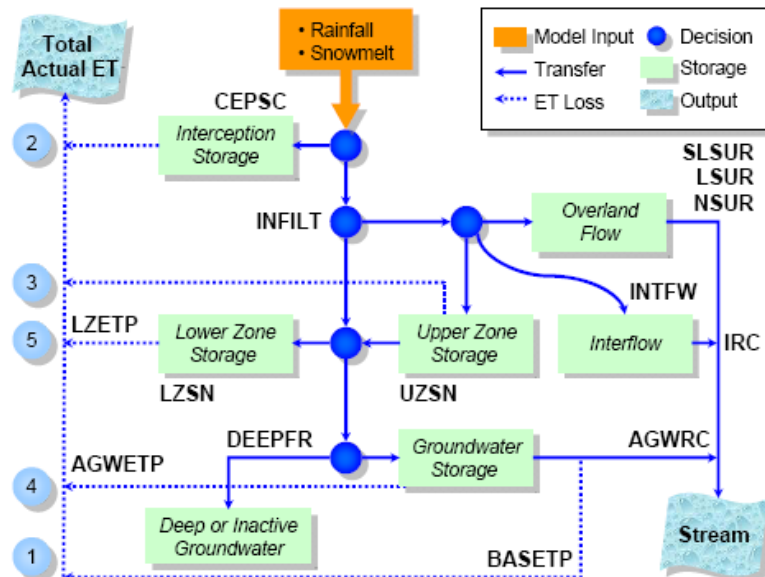 • Rainfall
• Snowmelt
Total
Actual ET
Model Input
Decision
Transfer
Storage
ET Loss
Output
CEPSC
2
Interception
Storage
SLSUR
LSUR
NSUR
INFILT
Overland
Flow
3
INTFW
LZETP
5
Lower Zone
Storage
Upper Zone
Storage
Interflow
IRC
LZSN
UZSN
DEEPFR
Groundwater
Storage
AGWRC
AGWETP
4
Deep or Inactive
Groundwater
Stream
1
BASETP